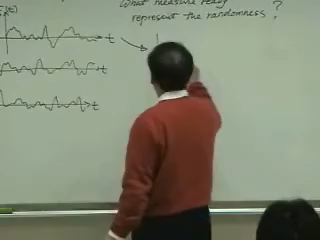 What measure really ?
represent the randomness
(t)
t
t
t